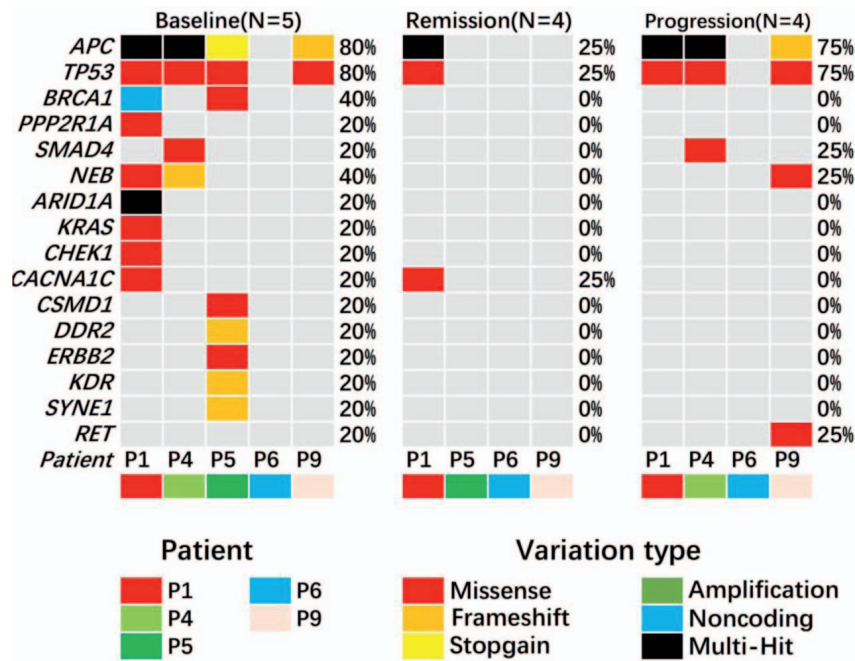 Baseline(N=5) Remission(N=4) Progression(N=4)
APC 80% 25% 75%
TP53 80% 25% 75%
BRCA1 40% 0% 0%
PPP2R1A 20% 0% 0%
SMAD4 20% 0% 25%
NEB 40% 0% 25%
ARID1A 20% 0% 0%
KRAS 20% 0% 0%
CHEK1 20% 0% 0%
CACNA1C 20% 25% 0%
CSMD1 20% 0% 0%
DDR2 20% 0% 0%
ERBB2 20% 0% 0%
KDR 20% 0% 0%
SYNE1 20% 0% 0%
RET 20% 0% 25%
Patient P1 P4 P5 P6 P9 P1 P5 P6 P9 P1 P4 P6 P9
Patient Variation type
P1 P6 Missense Amplification
P4 P9 Frameshift Noncoding
P5 Stopgain Multi-Hit